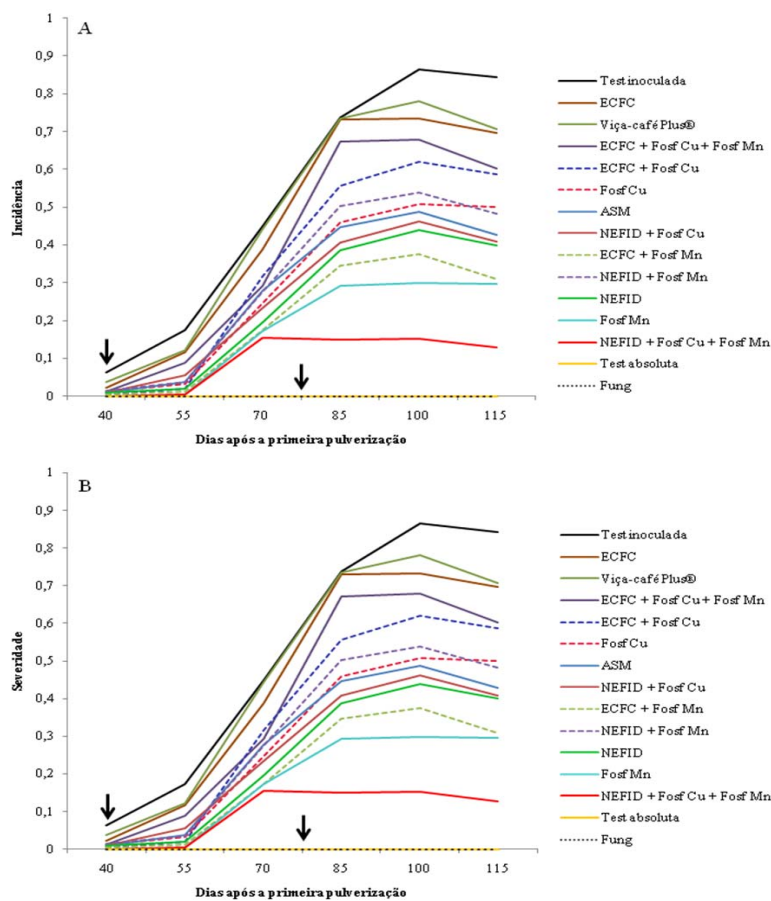 A
1
0,9
0,8
0,7
0,6
0,5
0,4
0,3
0,2
0,1
0
Incidência
40 55 70 85 100 115
Dias após a primeira pulverização
Test inoculada
ECFC
Viça-café Plus®
ECFC + Fosf Cu + Fosf Mn
ECFC + Fosf Cu
Fosf Cu
ASM
NEFID + Fosf Cu
ECFC + Fosf Mn
NEFID + Fosf Mn
NEFID
Fosf Mn
NEFID + Fosf Cu + Fosf Mn
Test absoluta
Fung
B
1
0,9
0,8
0,7
0,6
0,5
0,4
0,3
0,2
0,1
0
Severidade
40 55 70 85 100 115
Dias após a primeira pulverização
Test inoculada
ECFC
Viça-café Plus®
ECFC + Fosf Cu + Fosf Mn
ECFC + Fosf Cu
Fosf Cu
ASM
NEFID + Fosf Cu
ECFC + Fosf Mn
NEFID + Fosf Mn
NEFID
Fosf Mn
NEFID + Fosf Cu + Fosf Mn
Test absoluta
Fung